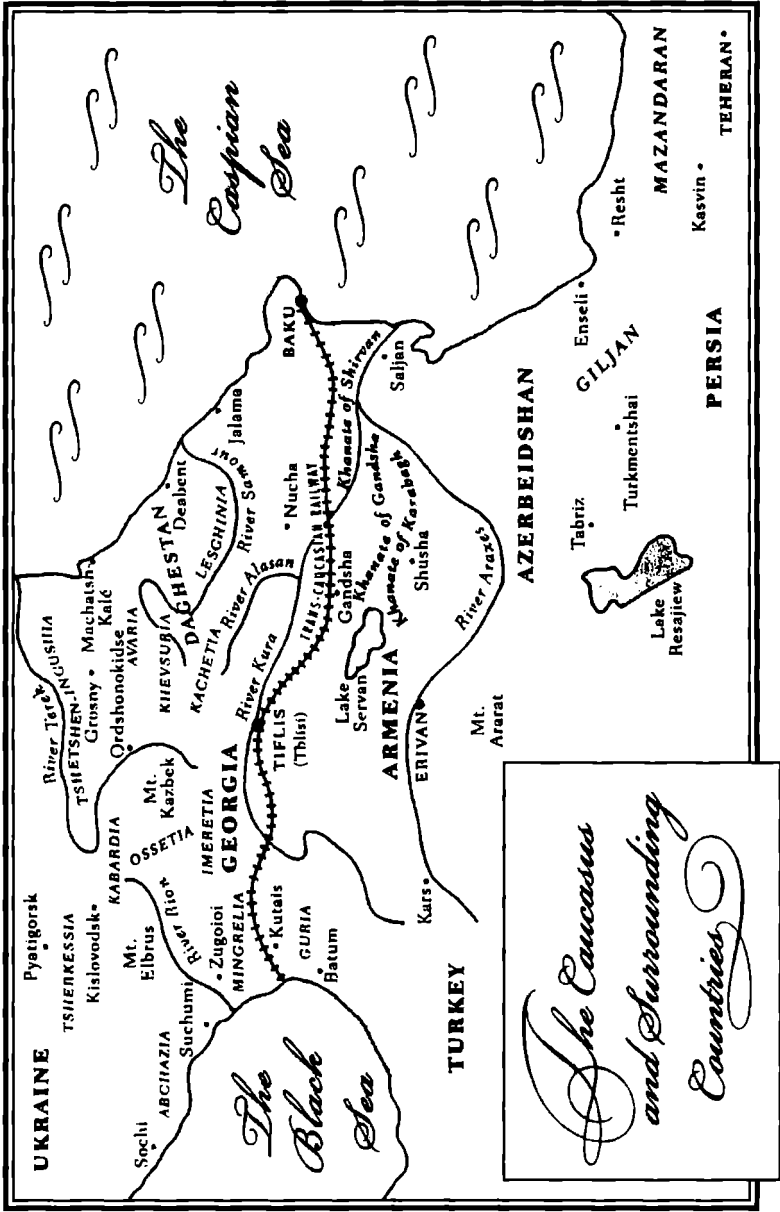 UKRAINE
Pyatigorsk
Sochi
ABCHAZIA
TSHERKESSIA
Kislovodsk
Suchumi
Mt.
Elbrus
KABARDIA
River Rion
Zugoioi
MINGRELIA
OSSETIA
Mt.
Kazbek
IMERETIA
GEORGIA
Kutais
GURIA
Batum
The
Black
Sea
TURKEY
Kars
River Terek
TSHETSHEN-INGUSHIA
Grosny
Machatsh
Kalé
Ordshonokidse
AVARIA
KHEVSURIA
DAGHESTAN
Deabent
LESGHINIA
River Samour
Jalama
KACHETIA
River Alasan
Nucha
River Kura
TRANS-CAUCASIAN RAILWAY
TIFLIS
(Tblisi)
BAKU
Khanate of Shirvan
Saljan
Gandsha
Khanate of Gandsha
Khanate of Karabagh
Shusha
Lake
Servan
ARMENIA
ERIVAN
River Araxes
Mt.
Ararat
AZERBEIDSHAN
Tabriz
Turkmentshai
Lake
Resajiew
GILJAN
Enseli
Resht
MAZANDARAN
Kasvin
TEHERAN
PERSIA
The
Caspian
Sea
The Caucasus
and Surrounding
Countries